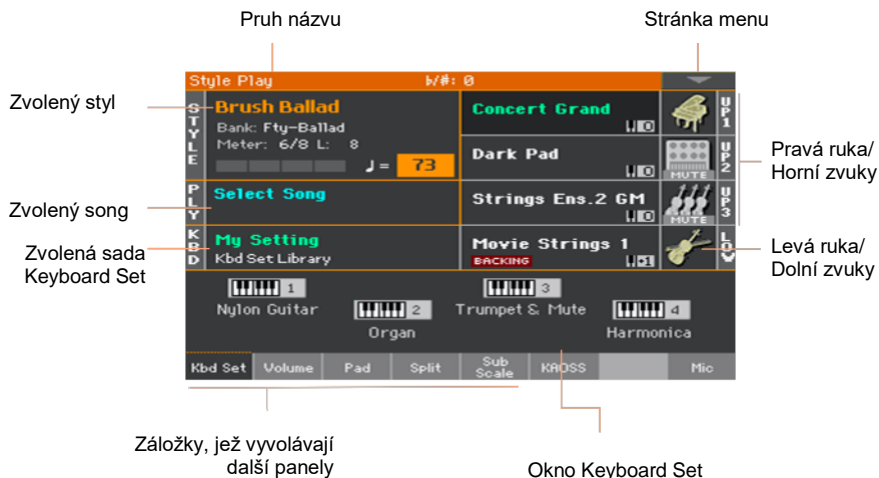 Pruh názvu
Stránka menu
Style Play ♭/#: 0
Zvolený styl
STYLE
Brush Ballad
Bank: Fty-Ballad
Meter: 6/8 L: 8
♩= 73
Concert Grand
0
UP1
Dark Pad
0
MUTE
UP2
Pravá ruka/
Horní zvuky
Zvolený song
PLY
Select Song
Strings Ens.2 GM
0
MUTE
UP3
Zvolená sada
Keyboard Set
KBD
My Setting
Kbd Set Library
Movie Strings 1
BACKING
+1
LOW
Levá ruka/
Dolní zvuky
1
Nylon Guitar
2
Organ
3
Trumpet & Mute
4
Harmonica
Kbd Set Volume Pad Split Sub Scale KAOSS Mic
Záložky, jež vyvolávají
další panely
Okno Keyboard Set